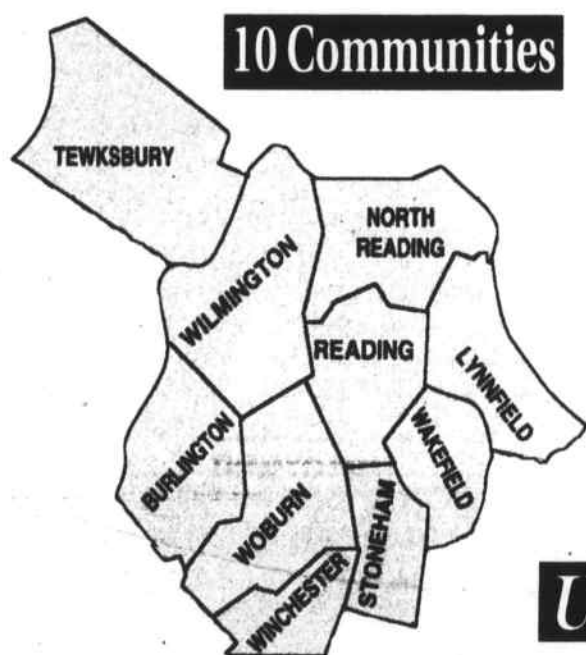 10 Communities
TEWKSBURY
NORTH
READING
WILMINGTON
READING
LYNNFIELD
BURLINGTON
WAKEFIELD
WOBURN
STONEHAM
WINCHESTER
U